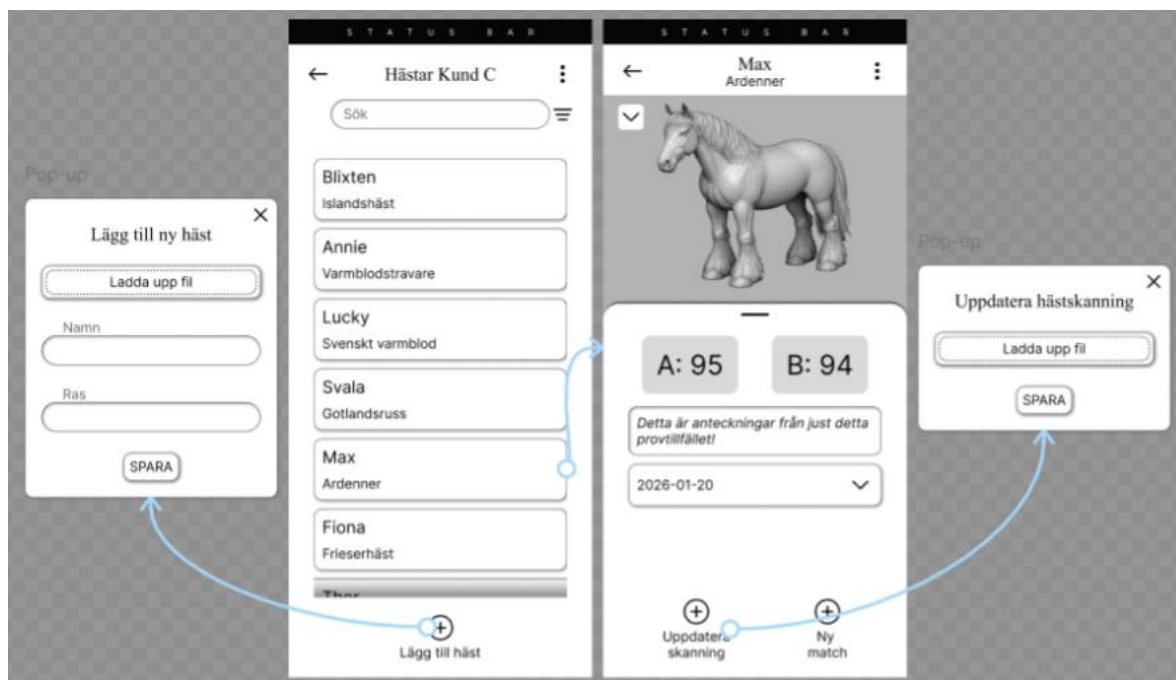 STATUS BAR
Hästar Kund C
Sök
Blixten
Islandshäst
Annie
Varmblodstravare
Lucky
Svenskt varmblod
Svala
Gotlandsruss
Max
Ardenner
Fiona
Frieserhäst
Thor
Lägg till häst
Pop-up
Lägg till ny häst
Ladda upp fil
Namn
Ras
SPARA
STATUS BAR
Max
Ardenner
A: 95
B: 94
Detta är anteckningar från just detta
provtillfället!
2026-01-20
Uppdatera
skanning
Ny
match
Pop-up
Uppdatera hästskanning
Ladda upp fil
SPARA